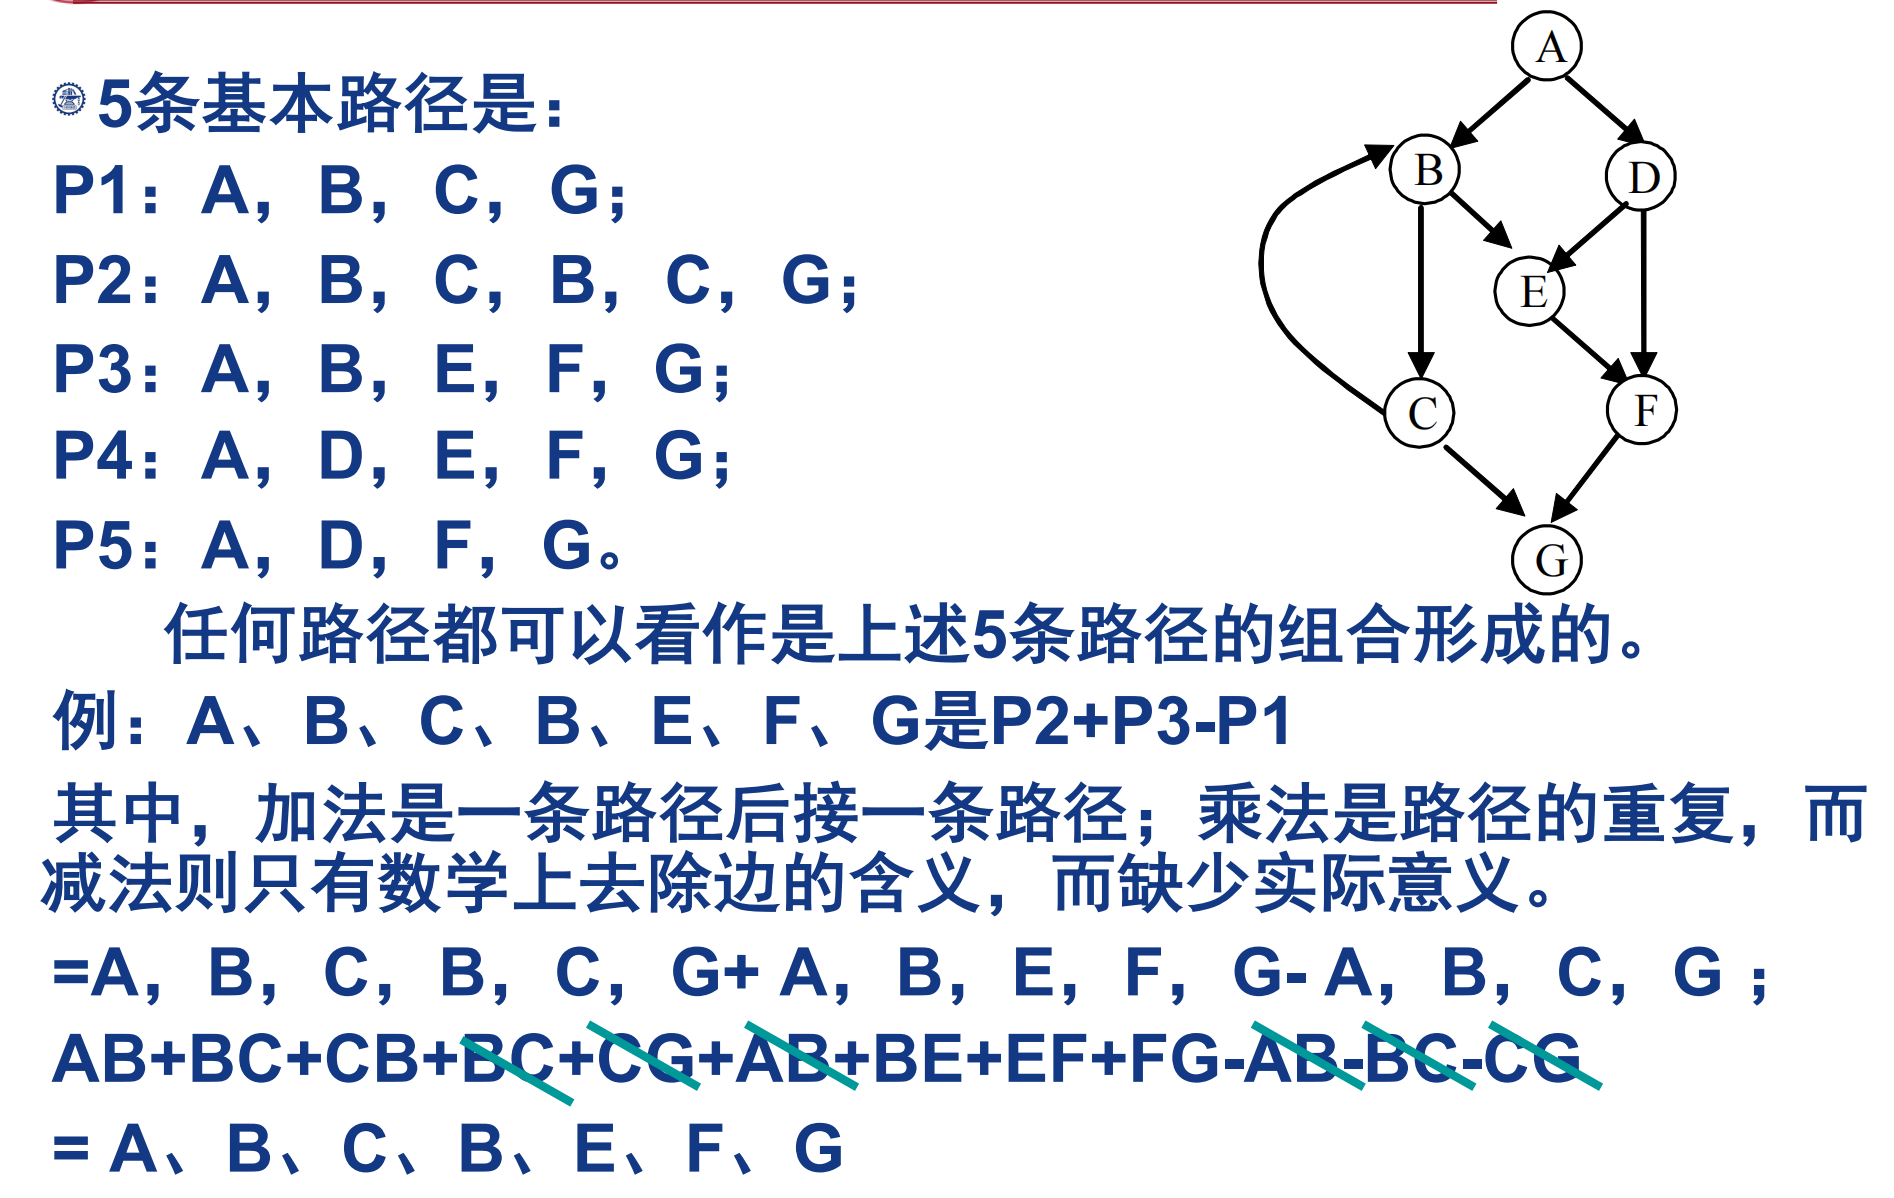 5条基本路径是：
P1：A，B，C，G；
P2：A，B，C，B，C，G；
P3：A，B，E，F，G；
P4：A，D，E，F，G；
P5：A，D，F，G。
任何路径都可以看作是上述5条路径的组合形成的。
例：A、B、C、B、E、F、G是P2+P3-P1
其中，加法是一条路径后接一条路径；乘法是路径的重复，而
减法则只有数学上去除边的含义，而缺少实际意义。
=A，B，C，B，C，G+ A，B，E，F，G- A，B，C，G ；
AB+BC+CB+BC+CG+AB+BE+EF+FG-AB-BC-CG
= A、B、C、B、E、F、G
A
B
D
E
C
F
G